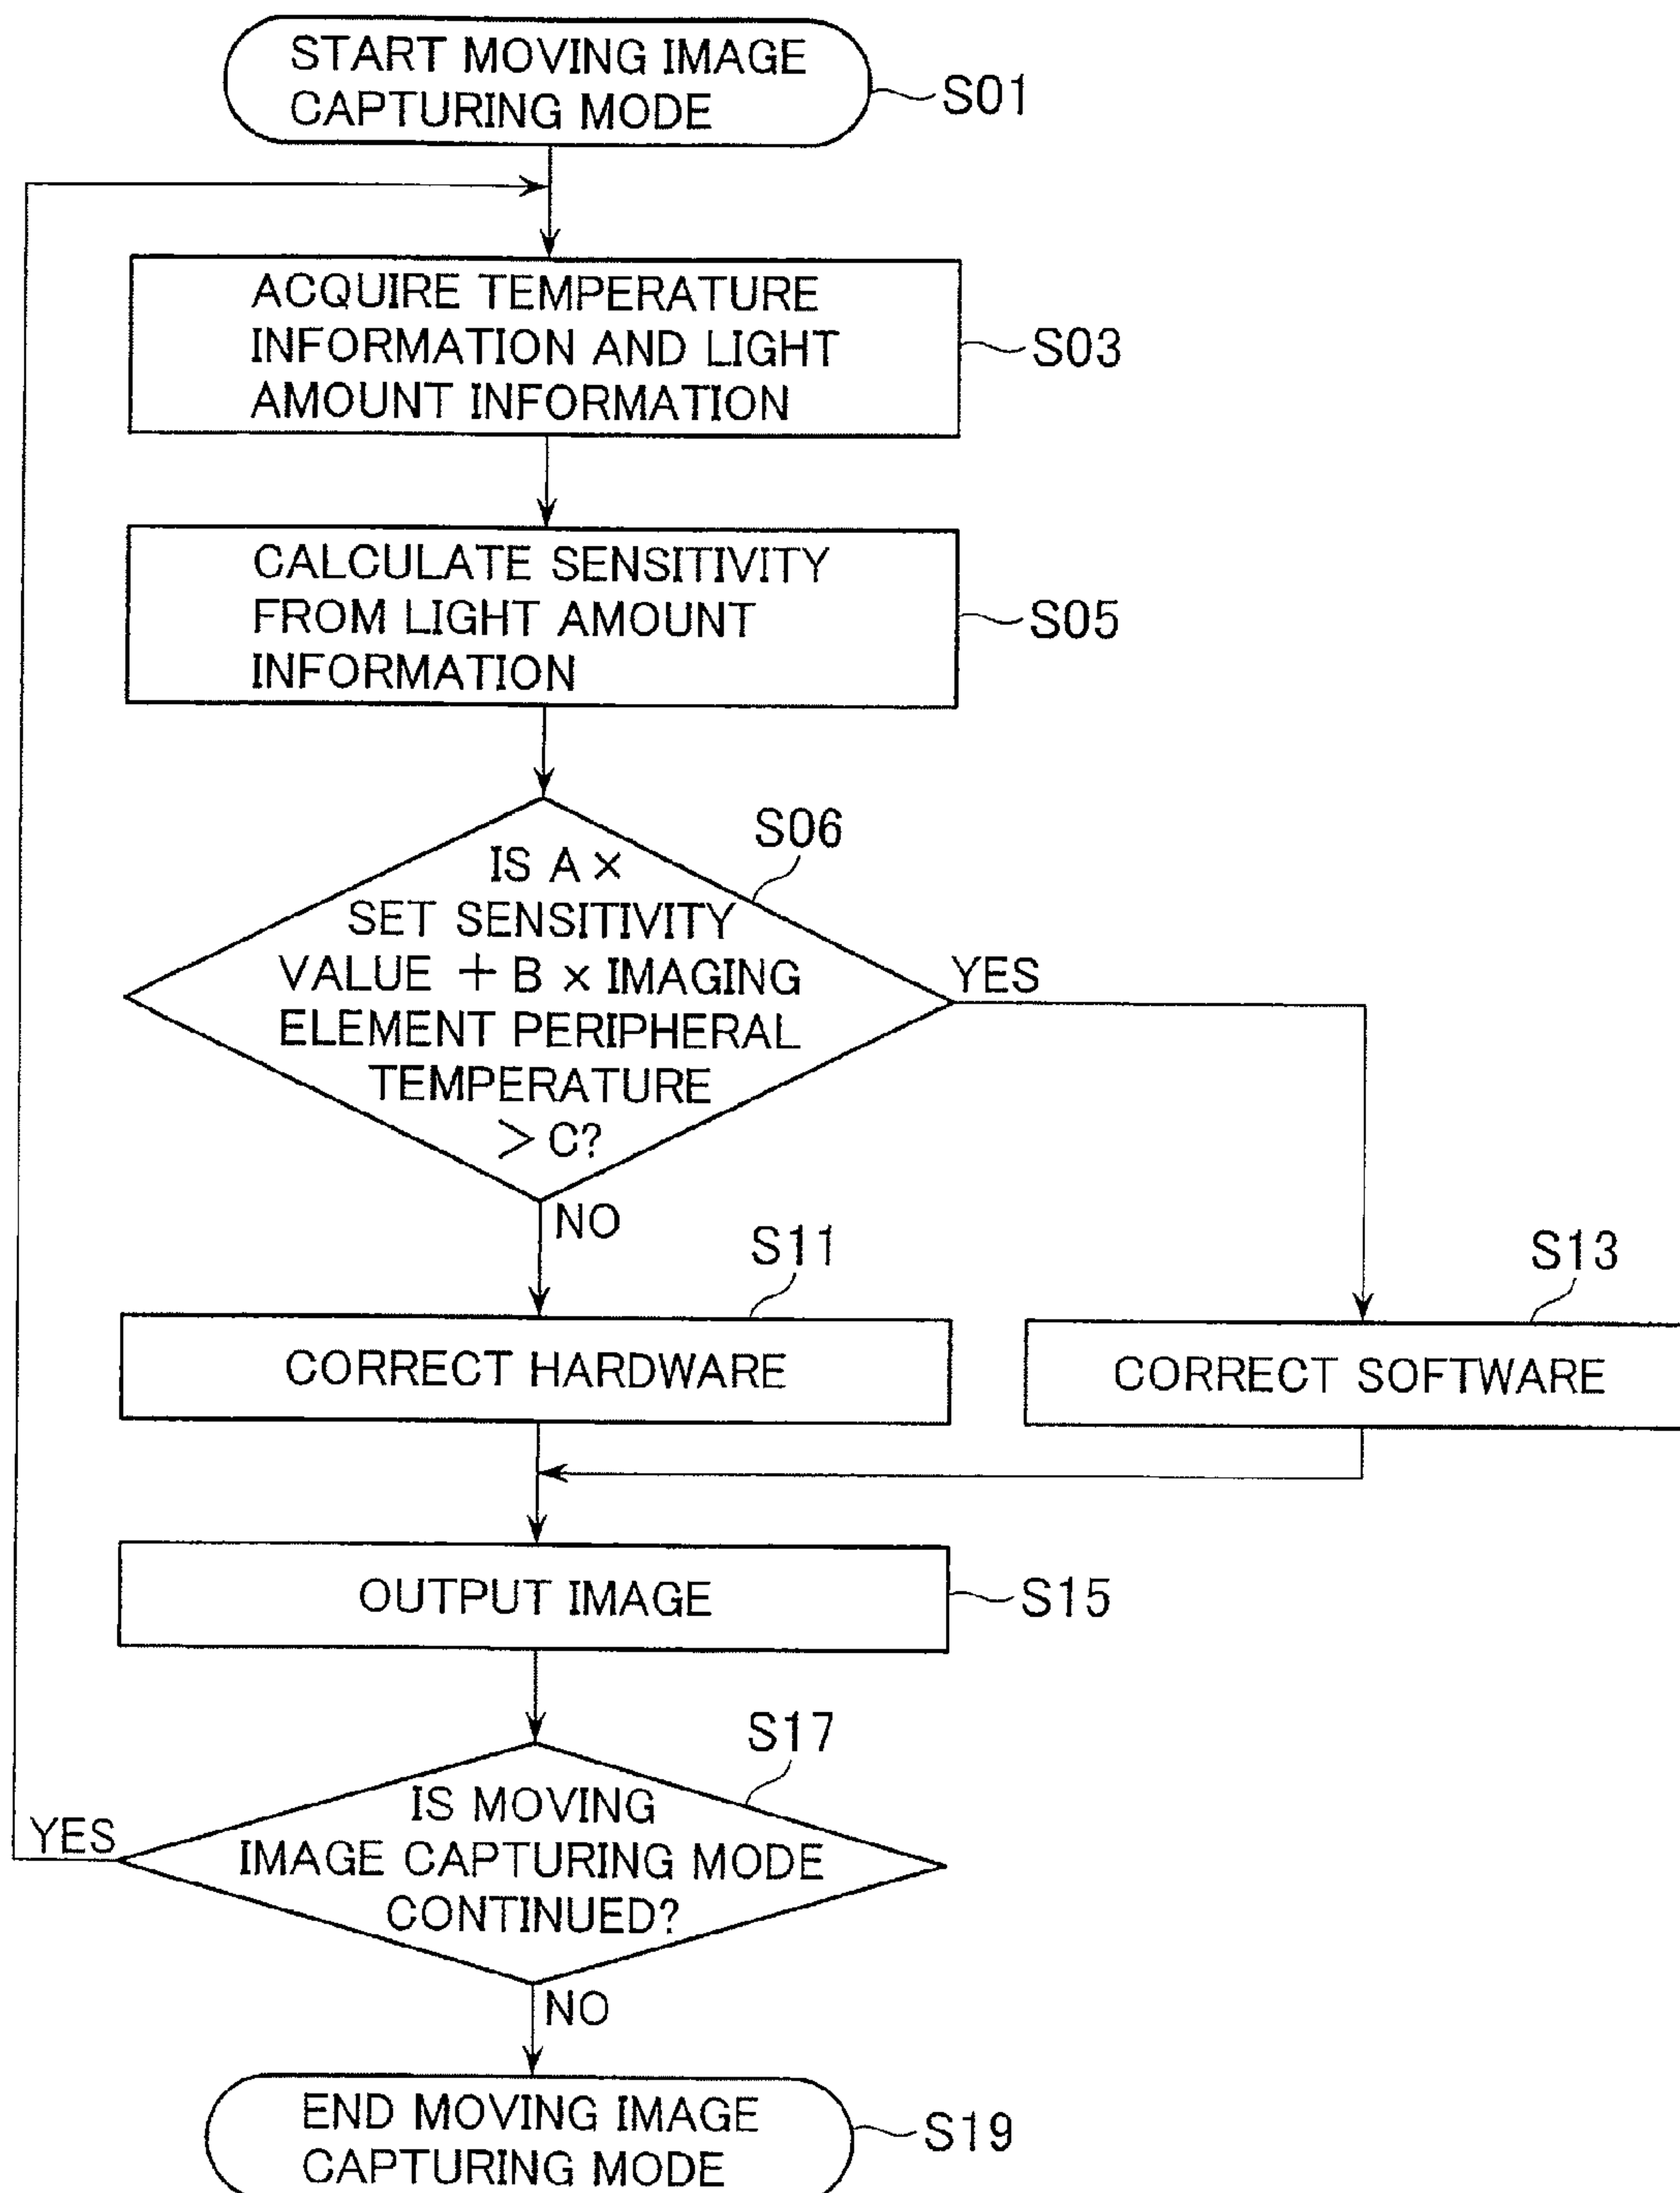 START MOVING IMAGE
CAPTURING MODE
S01
ACQUIRE TEMPERATURE
INFORMATION AND LIGHT
AMOUNT INFORMATION
S03
CALCULATE SENSITIVITY
FROM LIGHT AMOUNT
INFORMATION
S05
S06
IS A ×
SET SENSITIVITY
VALUE + B × IMAGING
ELEMENT PERIPHERAL
TEMPERATURE
> C?
YES
NO
S11
CORRECT HARDWARE
S13
CORRECT SOFTWARE
OUTPUT IMAGE
S15
S17
IS MOVING
IMAGE CAPTURING MODE
CONTINUED?
YES
NO
END MOVING IMAGE
CAPTURING MODE
S19